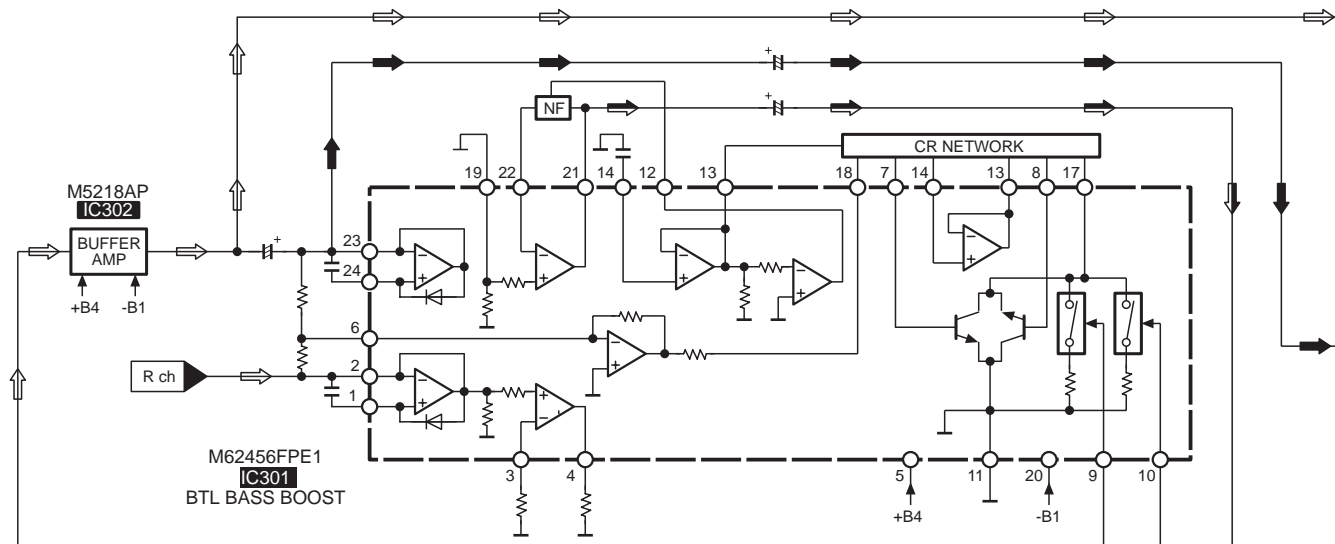 +
+
NF
CR NETWORK
19
22
21
14
12
13
18
7
14
13
8
17
M5218AP
IC302
BUFFER
AMP
+
+B4
-B1
23
24
6
2
1
R ch
M62456FPE1
IC301
BTL BASS BOOST
3
4
5
11
20
9
10
+B4
-B1